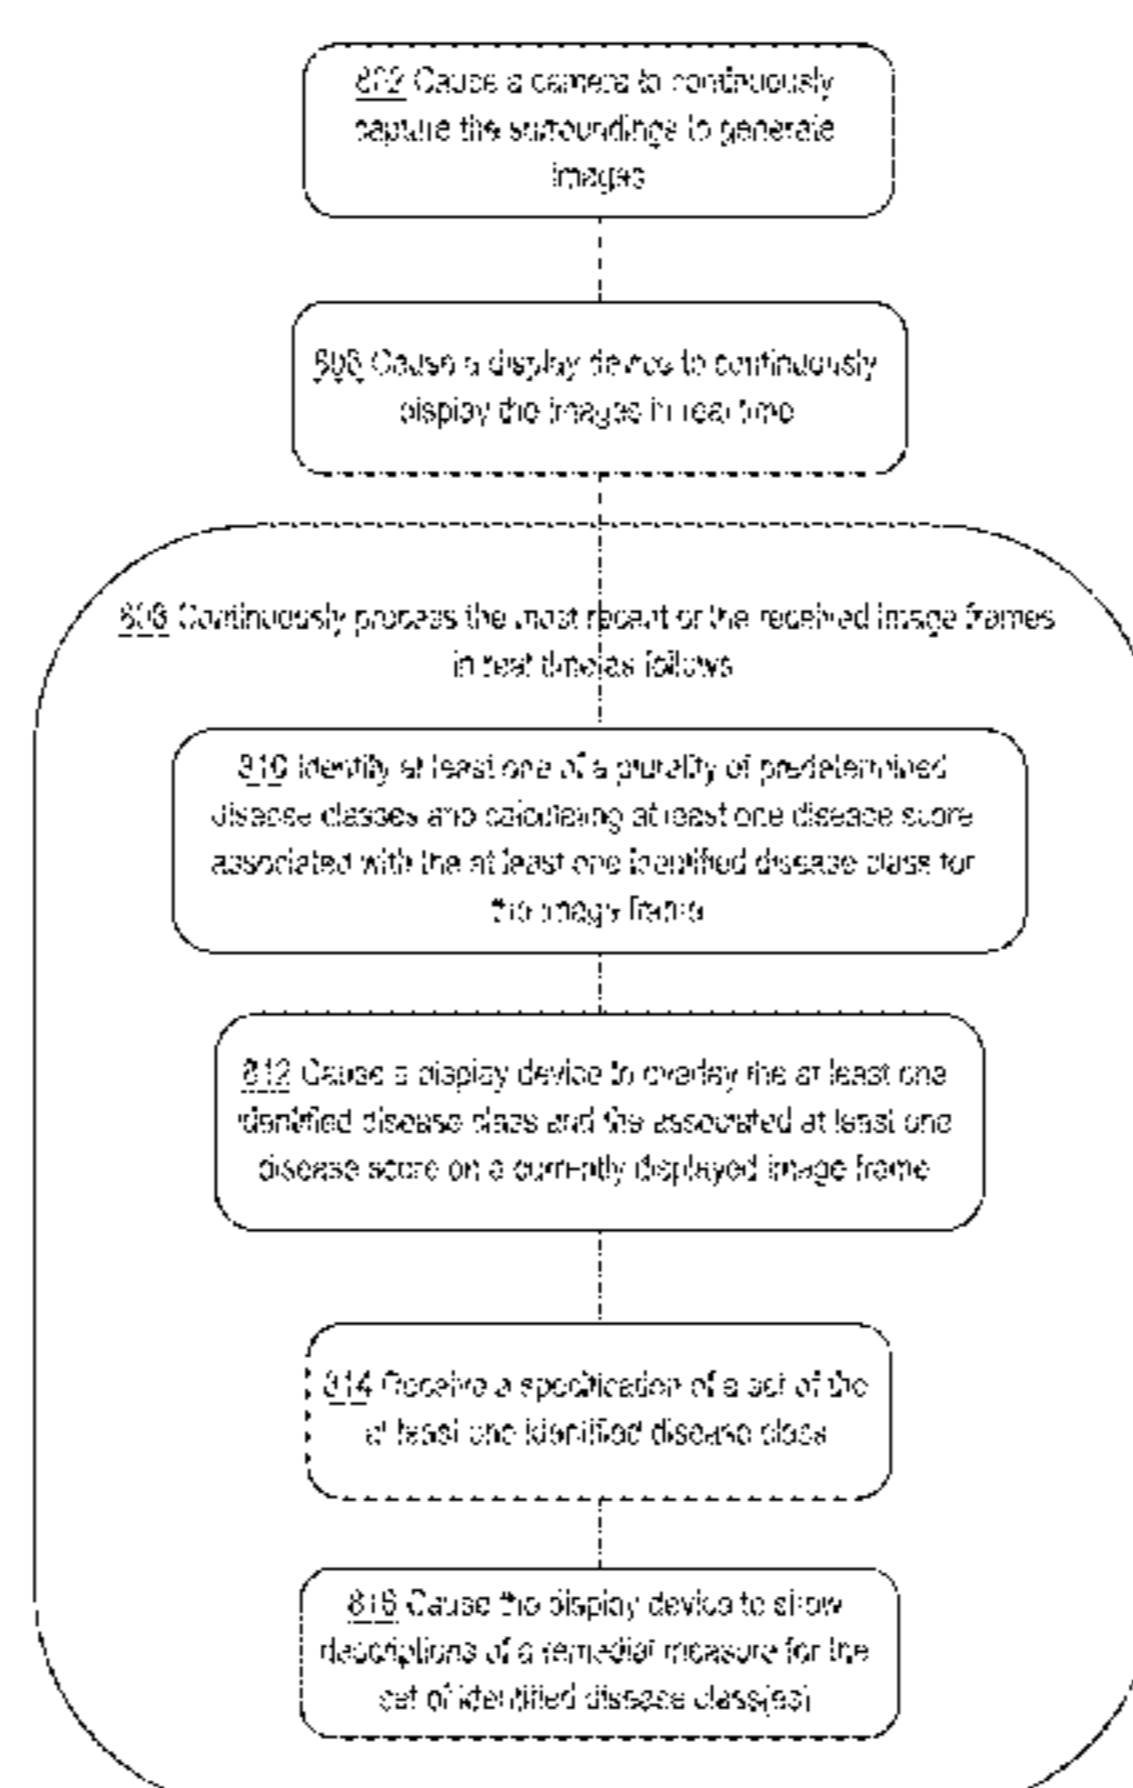 802 Cause a camera to continuously
capture the surroundings to generate
images
806 Cause a display device to continuously
display the images in real time
808 Continuously process the most recent of the received image frames
in real time as follows
810 Identify at least one of a plurality of predetermined
disease classes and calculating at least one disease score
associated with the at least one identified disease class for
the image frame
812 Cause a display device to overlay the at least one
identified disease class and the associated at least one
disease score on a currently displayed image frame
814 Receive a specification of a set of the
at least one identified disease class
816 Cause the display device to show
descriptions of a remedial measure for the
set of identified disease class(es)